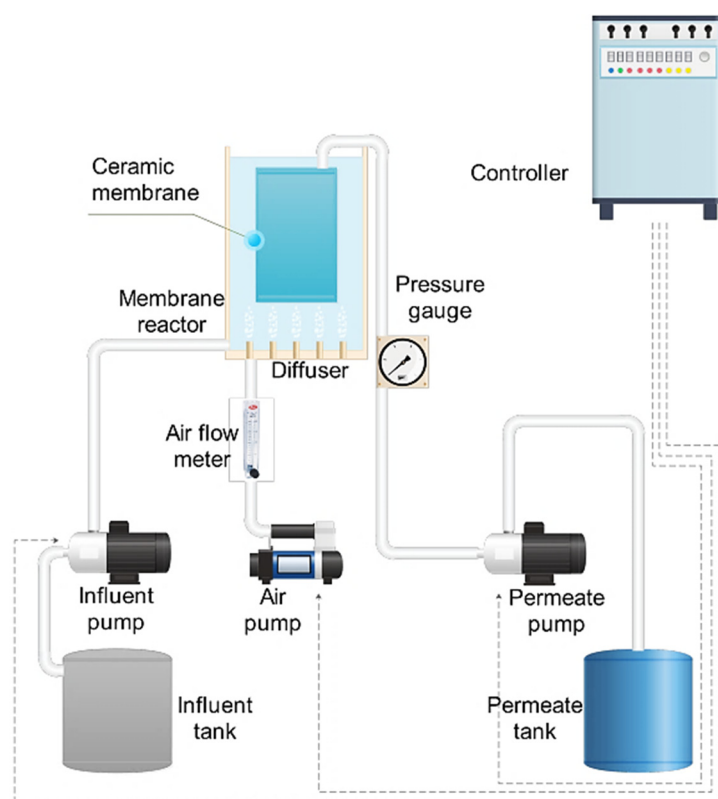 Ceramic
membrane
Controller
Membrane
reactor
Pressure
gauge
Diffuser
Air flow
meter
Influent
pump
Air
pump
Permeate
pump
Influent
tank
Permeate
tank